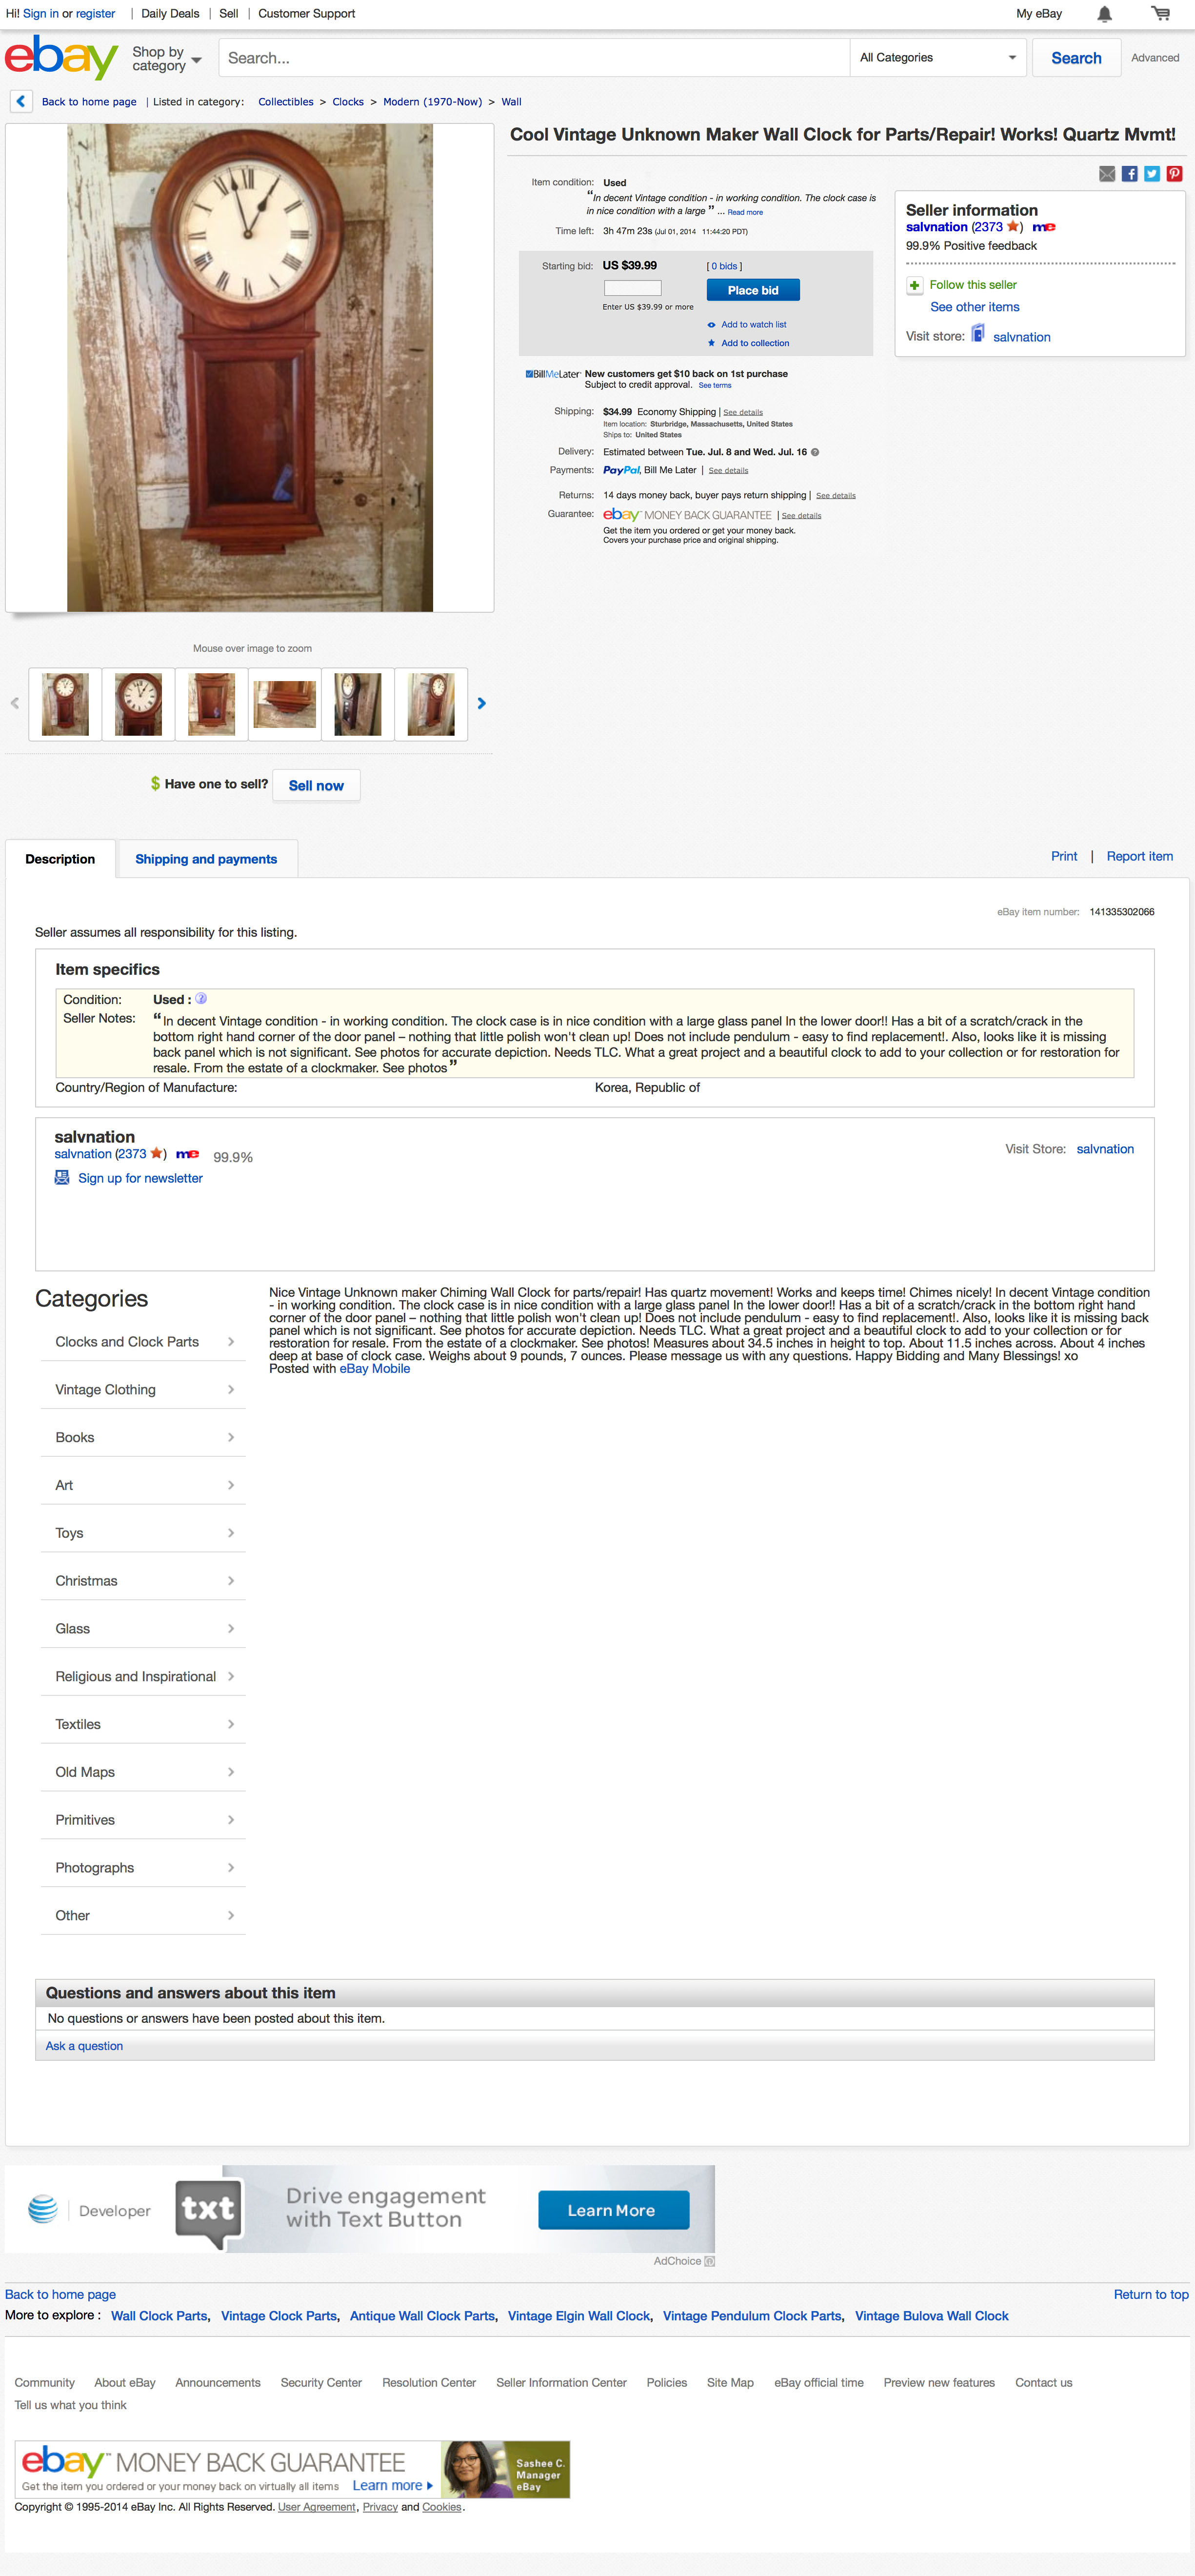 Hi! Sign in or register | Daily Deals | Sell | Customer Support
My eBay
ebay
Shop by
category
Search...
All Categories
Search
Advanced
Back to home page | Listed in category: Collectibles > Clocks > Modern (1970-Now) > Wall
Cool Vintage Unknown Maker Wall Clock for Parts/Repair! Works! Quartz Mvmt!
Item condition: Used
“In decent Vintage condition - in working condition. The clock case is
in nice condition with a large ” ... Read more
Time left: 3h 47m 23s (Jul 01, 2014 11:44:20 PDT)
Starting bid: US $39.99 [ 0 bids ]
Place bid
Enter US $39.99 or more
Add to watch list
Add to collection
BillMeLater New customers get $10 back on 1st purchase
Subject to credit approval. See terms
Shipping: $34.99 Economy Shipping | See details
Item location: Sturbridge, Massachusetts, United States
Ships to: United States
Delivery: Estimated between Tue. Jul. 8 and Wed. Jul. 16
Payments: PayPal, Bill Me Later | See details
Returns: 14 days money back, buyer pays return shipping | See details
Guarantee: ebay MONEY BACK GUARANTEE | See details
Get the item you ordered or get your money back.
Covers your purchase price and original shipping.
Seller information
salvnation (2373 ) me
99.9% Positive feedback
Follow this seller
See other items
Visit store: salvnation
Mouse over image to zoom
$ Have one to sell? Sell now
Description
Shipping and payments
Print | Report item
eBay item number: 141335302066
Seller assumes all responsibility for this listing.
Item specifics
Condition: Used :
Seller Notes: “In decent Vintage condition - in working condition. The clock case is in nice condition with a large glass panel In the lower door!! Has a bit of a scratch/crack in the
bottom right hand corner of the door panel – nothing that little polish won't clean up! Does not include pendulum - easy to find replacement!. Also, looks like it is missing
back panel which is not significant. See photos for accurate depiction. Needs TLC. What a great project and a beautiful clock to add to your collection or for restoration for
resale. From the estate of a clockmaker. See photos”
Country/Region of Manufacture: Korea, Republic of
salvnation
salvnation (2373 ) me 99.9%
Sign up for newsletter
Visit Store: salvnation
Categories
Clocks and Clock Parts
Vintage Clothing
Books
Art
Toys
Christmas
Glass
Religious and Inspirational
Textiles
Old Maps
Primitives
Photographs
Other
Nice Vintage Unknown maker Chiming Wall Clock for parts/repair! Has quartz movement! Works and keeps time! Chimes nicely! In decent Vintage condition
- in working condition. The clock case is in nice condition with a large glass panel In the lower door!! Has a bit of a scratch/crack in the bottom right hand
corner of the door panel – nothing that little polish won't clean up! Does not include pendulum - easy to find replacement!. Also, looks like it is missing back
panel which is not significant. See photos for accurate depiction. Needs TLC. What a great project and a beautiful clock to add to your collection or for
restoration for resale. From the estate of a clockmaker. See photos! Measures about 34.5 inches in height to top. About 11.5 inches across. About 4 inches
deep at base of clock case. Weighs about 9 pounds, 7 ounces. Please message us with any questions. Happy Bidding and Many Blessings! xo
Posted with eBay Mobile
Questions and answers about this item
No questions or answers have been posted about this item.
Ask a question
Developer
txt
Drive engagement
with Text Button
Learn More
AdChoice
Back to home page
Return to top
More to explore : Wall Clock Parts, Vintage Clock Parts, Antique Wall Clock Parts, Vintage Elgin Wall Clock, Vintage Pendulum Clock Parts, Vintage Bulova Wall Clock
Community About eBay Announcements Security Center Resolution Center Seller Information Center Policies Site Map eBay official time Preview new features Contact us
Tell us what you think
ebay™ MONEY BACK GUARANTEE
Get the item you ordered or your money back on virtually all items Learn more
Sashee C.
Manager
eBay
Copyright © 1995-2014 eBay Inc. All Rights Reserved. User Agreement, Privacy and Cookies.